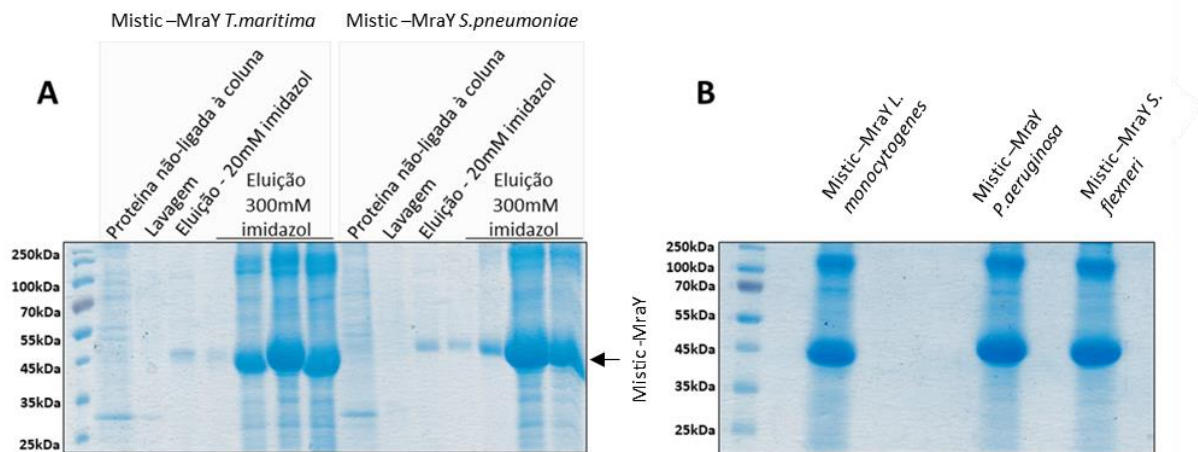 Mistic –MraY T.maritima
Mistic –MraY S.pneumoniae
A
Proteína não-ligada à coluna
Lavagem
Eluição - 20mM imidazol
Eluição
300mM
imidazol
Proteína não-ligada à coluna
Lavagem
Eluição - 20mM imidazol
Eluição
300mM
imidazol
250kDa
100kDa
70kDa
55kDa
45kDa
35kDa
25kDa
Mistic -MraY
B
Mistic –MraY L.
monocytogenes
Mistic –MraY
P.aeruginosa
Mistic –MraY S.
flexneri
250kDa
100kDa
70kDa
55kDa
45kDa
35kDa
25kDa